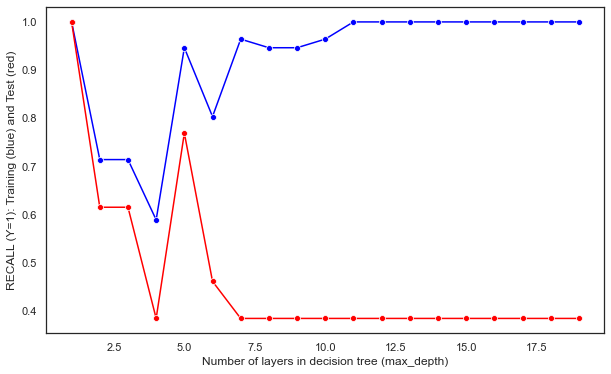 RECALL (Y=1): Training (blue) and Test (red)
1.0
0.9
0.8
0.7
0.6
0.5
0.4
2.5 5.0 7.5 10.0 12.5 15.0 17.5
Number of layers in decision tree (max_depth)